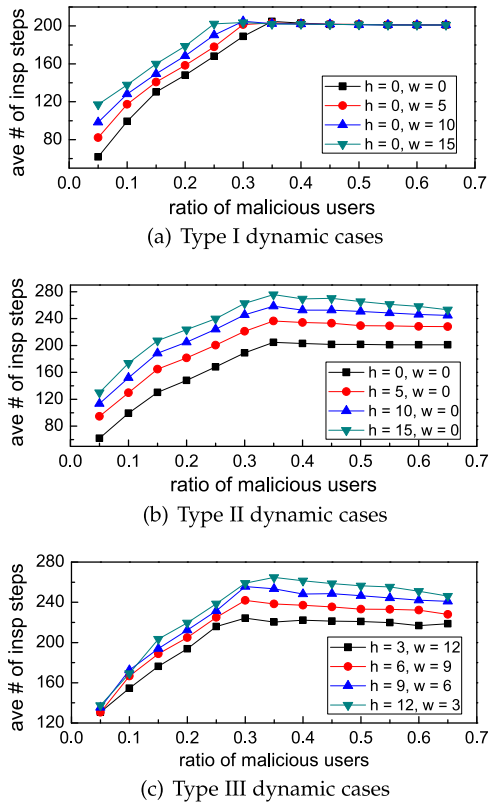 ave # of insp steps
200
160
120
80
h = 0, w = 0
h = 0, w = 5
h = 0, w = 10
h = 0, w = 15
0.0 0.1 0.2 0.3 0.4 0.5 0.6 0.7
ratio of malicious users
(a) Type I dynamic cases
ave # of insp steps
280
240
200
160
120
80
h = 0, w = 0
h = 5, w = 0
h = 10, w = 0
h = 15, w = 0
0.0 0.1 0.2 0.3 0.4 0.5 0.6 0.7
ratio of malicious users
(b) Type II dynamic cases
ave # of insp steps
280
240
200
160
120
h = 3, w = 12
h = 6, w = 9
h = 9, w = 6
h = 12, w = 3
0.0 0.1 0.2 0.3 0.4 0.5 0.6 0.7
ratio of malicious users
(c) Type III dynamic cases